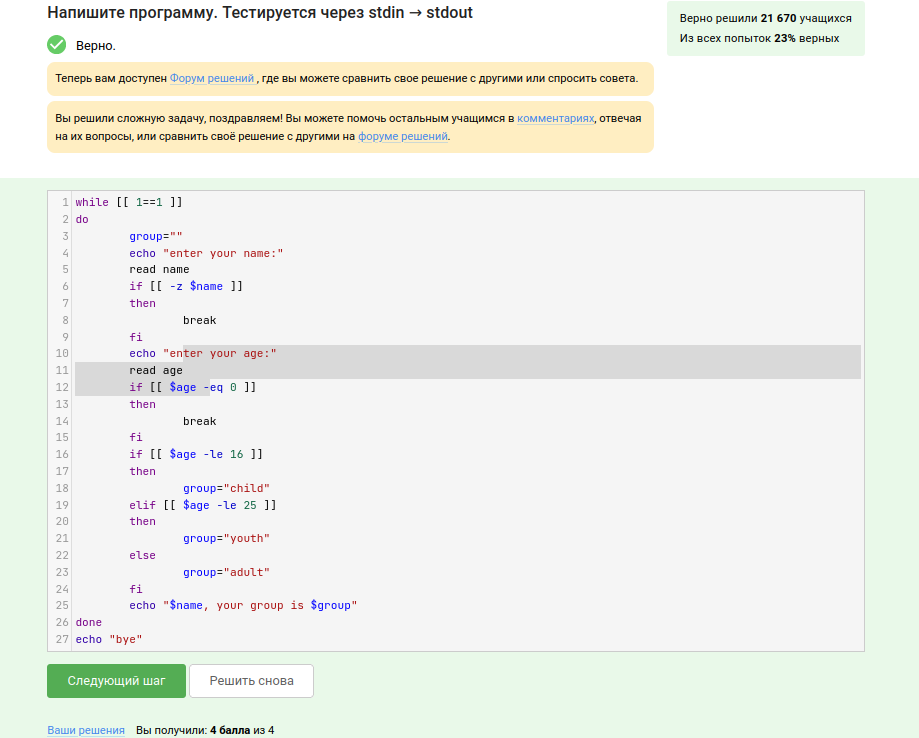 Напишите программу. Тестируется через stdin → stdout
Верно решили 21 670 учащихся
Из всех попыток 23% верных
Верно.
Теперь вам доступен Форум решений , где вы можете сравнить свое решение с другими или спросить совета.
Вы решили сложную задачу, поздравляем! Вы можете помочь остальным учащимся в комментариях, отвечая
на их вопросы, или сравнить своё решение с другими на форуме решений.
1 while [[ 1==1 ]]
2 do
3 group=""
4 echo "enter your name:"
5 read name
6 if [[ -z $name ]]
7 then
8 break
9 fi
10 echo "enter your age:"
11 read age
12 if [[ $age -eq 0 ]]
13 then
14 break
15 fi
16 if [[ $age -le 16 ]]
17 then
18 group="child"
19 elif [[ $age -le 25 ]]
20 then
21 group="youth"
22 else
23 group="adult"
24 fi
25 echo "$name, your group is $group"
26 done
27 echo "bye"
Следующий шаг
Решить снова
Ваши решения Вы получили: 4 балла из 4